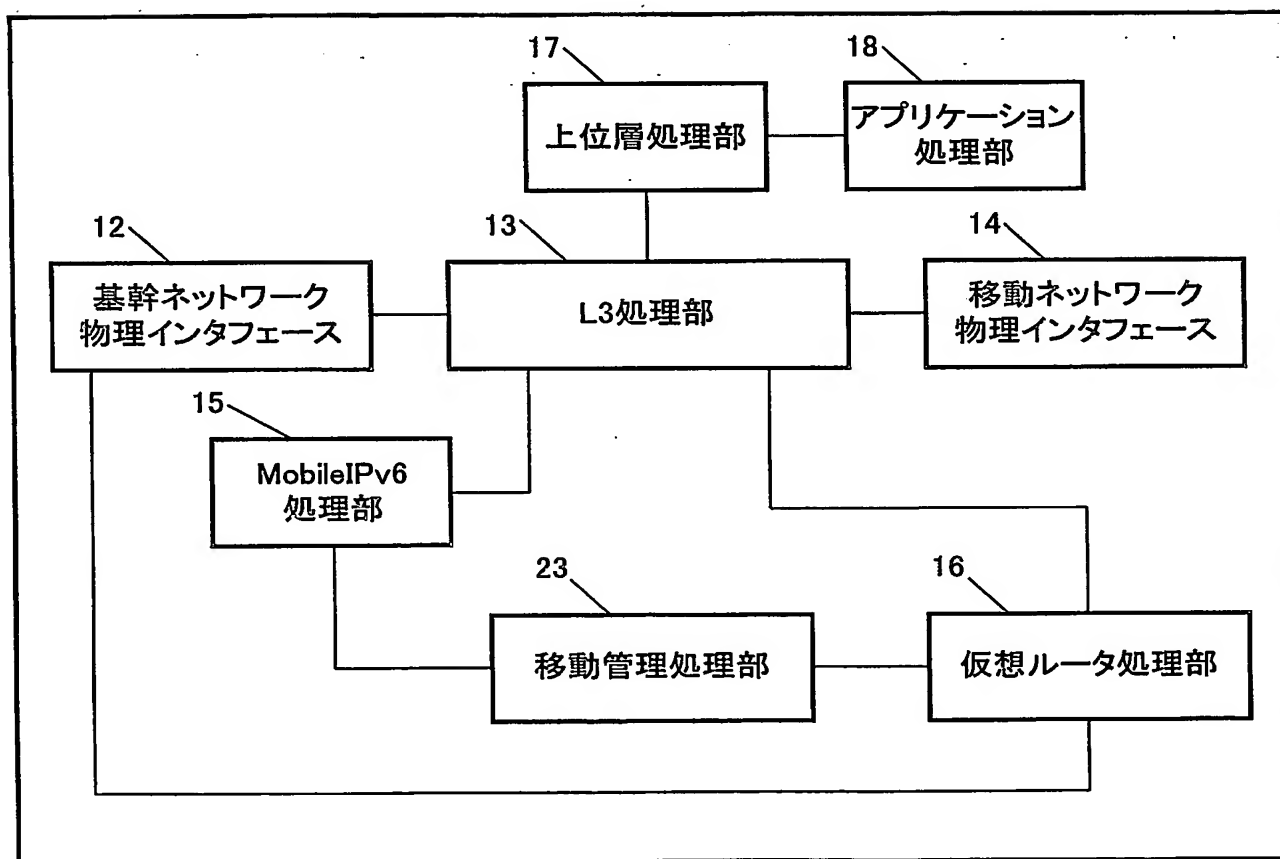 17
上位層処理部
18
アプリケーション
処理部
12
基幹ネットワーク
物理インタフェース
13
L3処理部
14
移動ネットワーク
物理インタフェース
15
MobileIPv6
処理部
23
移動管理処理部
16
仮想ルータ処理部